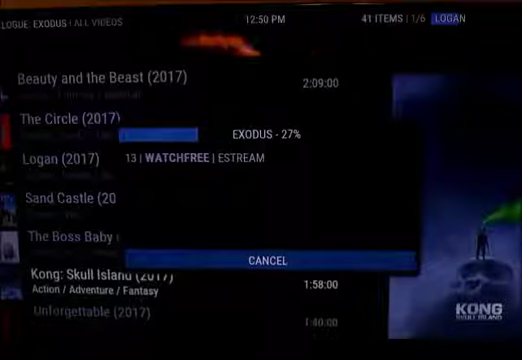 LOGUE: EXODUS | ALL VIDEOS
12:50 PM
41 ITEMS | 1/6 LOGAN
Beauty and the Beast (2017)
2:09:00
The Circle (2017)
EXODUS - 27%
Logan (2017)
13 | WATCHFREE | ESTREAM
Sand Castle (20
The Boss Baby
CANCEL
Kong: Skull Island (2017)
Action / Adventure / Fantasy
1:58:00
Unforgettable (2017)
1:40:00
KONG
SKULL ISLAND